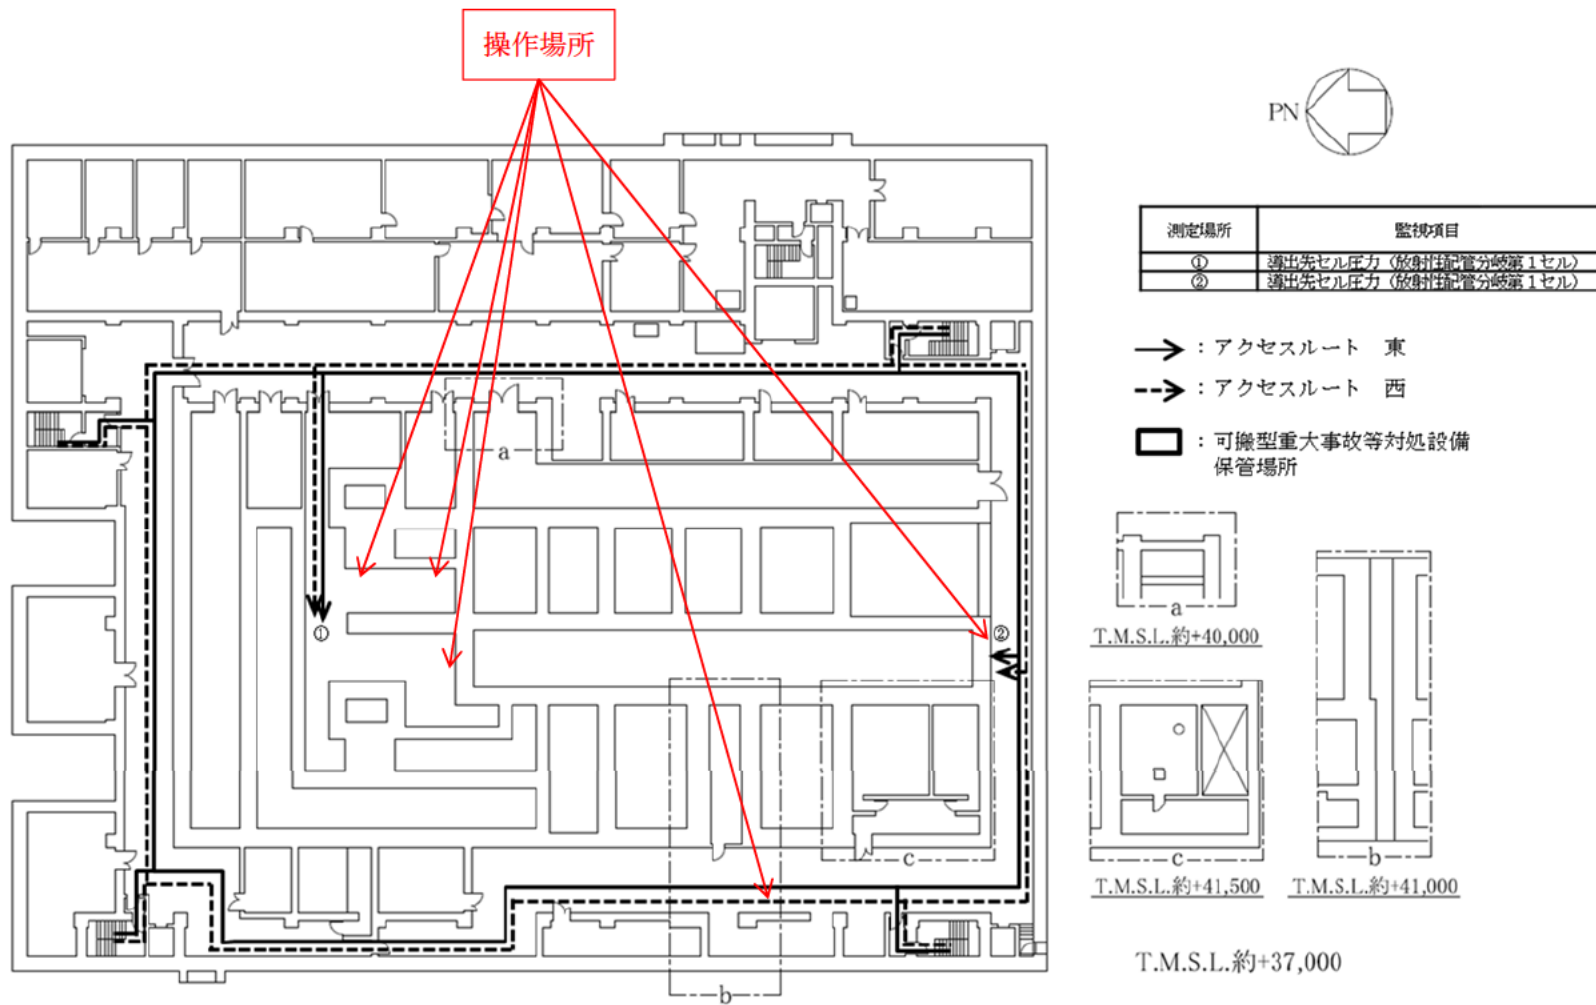 操作場所
PN
測定場所 監視項目
① 導出先セル圧力（放射性配管分岐第１セル）
② 導出先セル圧力（放射性配管分岐第１セル）
：アクセスルート　東
：アクセスルート　西
：可搬型重大事故等対処設備
保管場所
a
①
②
c
b
a
T.M.S.L.約+40,000
c
T.M.S.L.約+41,500
b
T.M.S.L.約+41,000
T.M.S.L.約+37,000